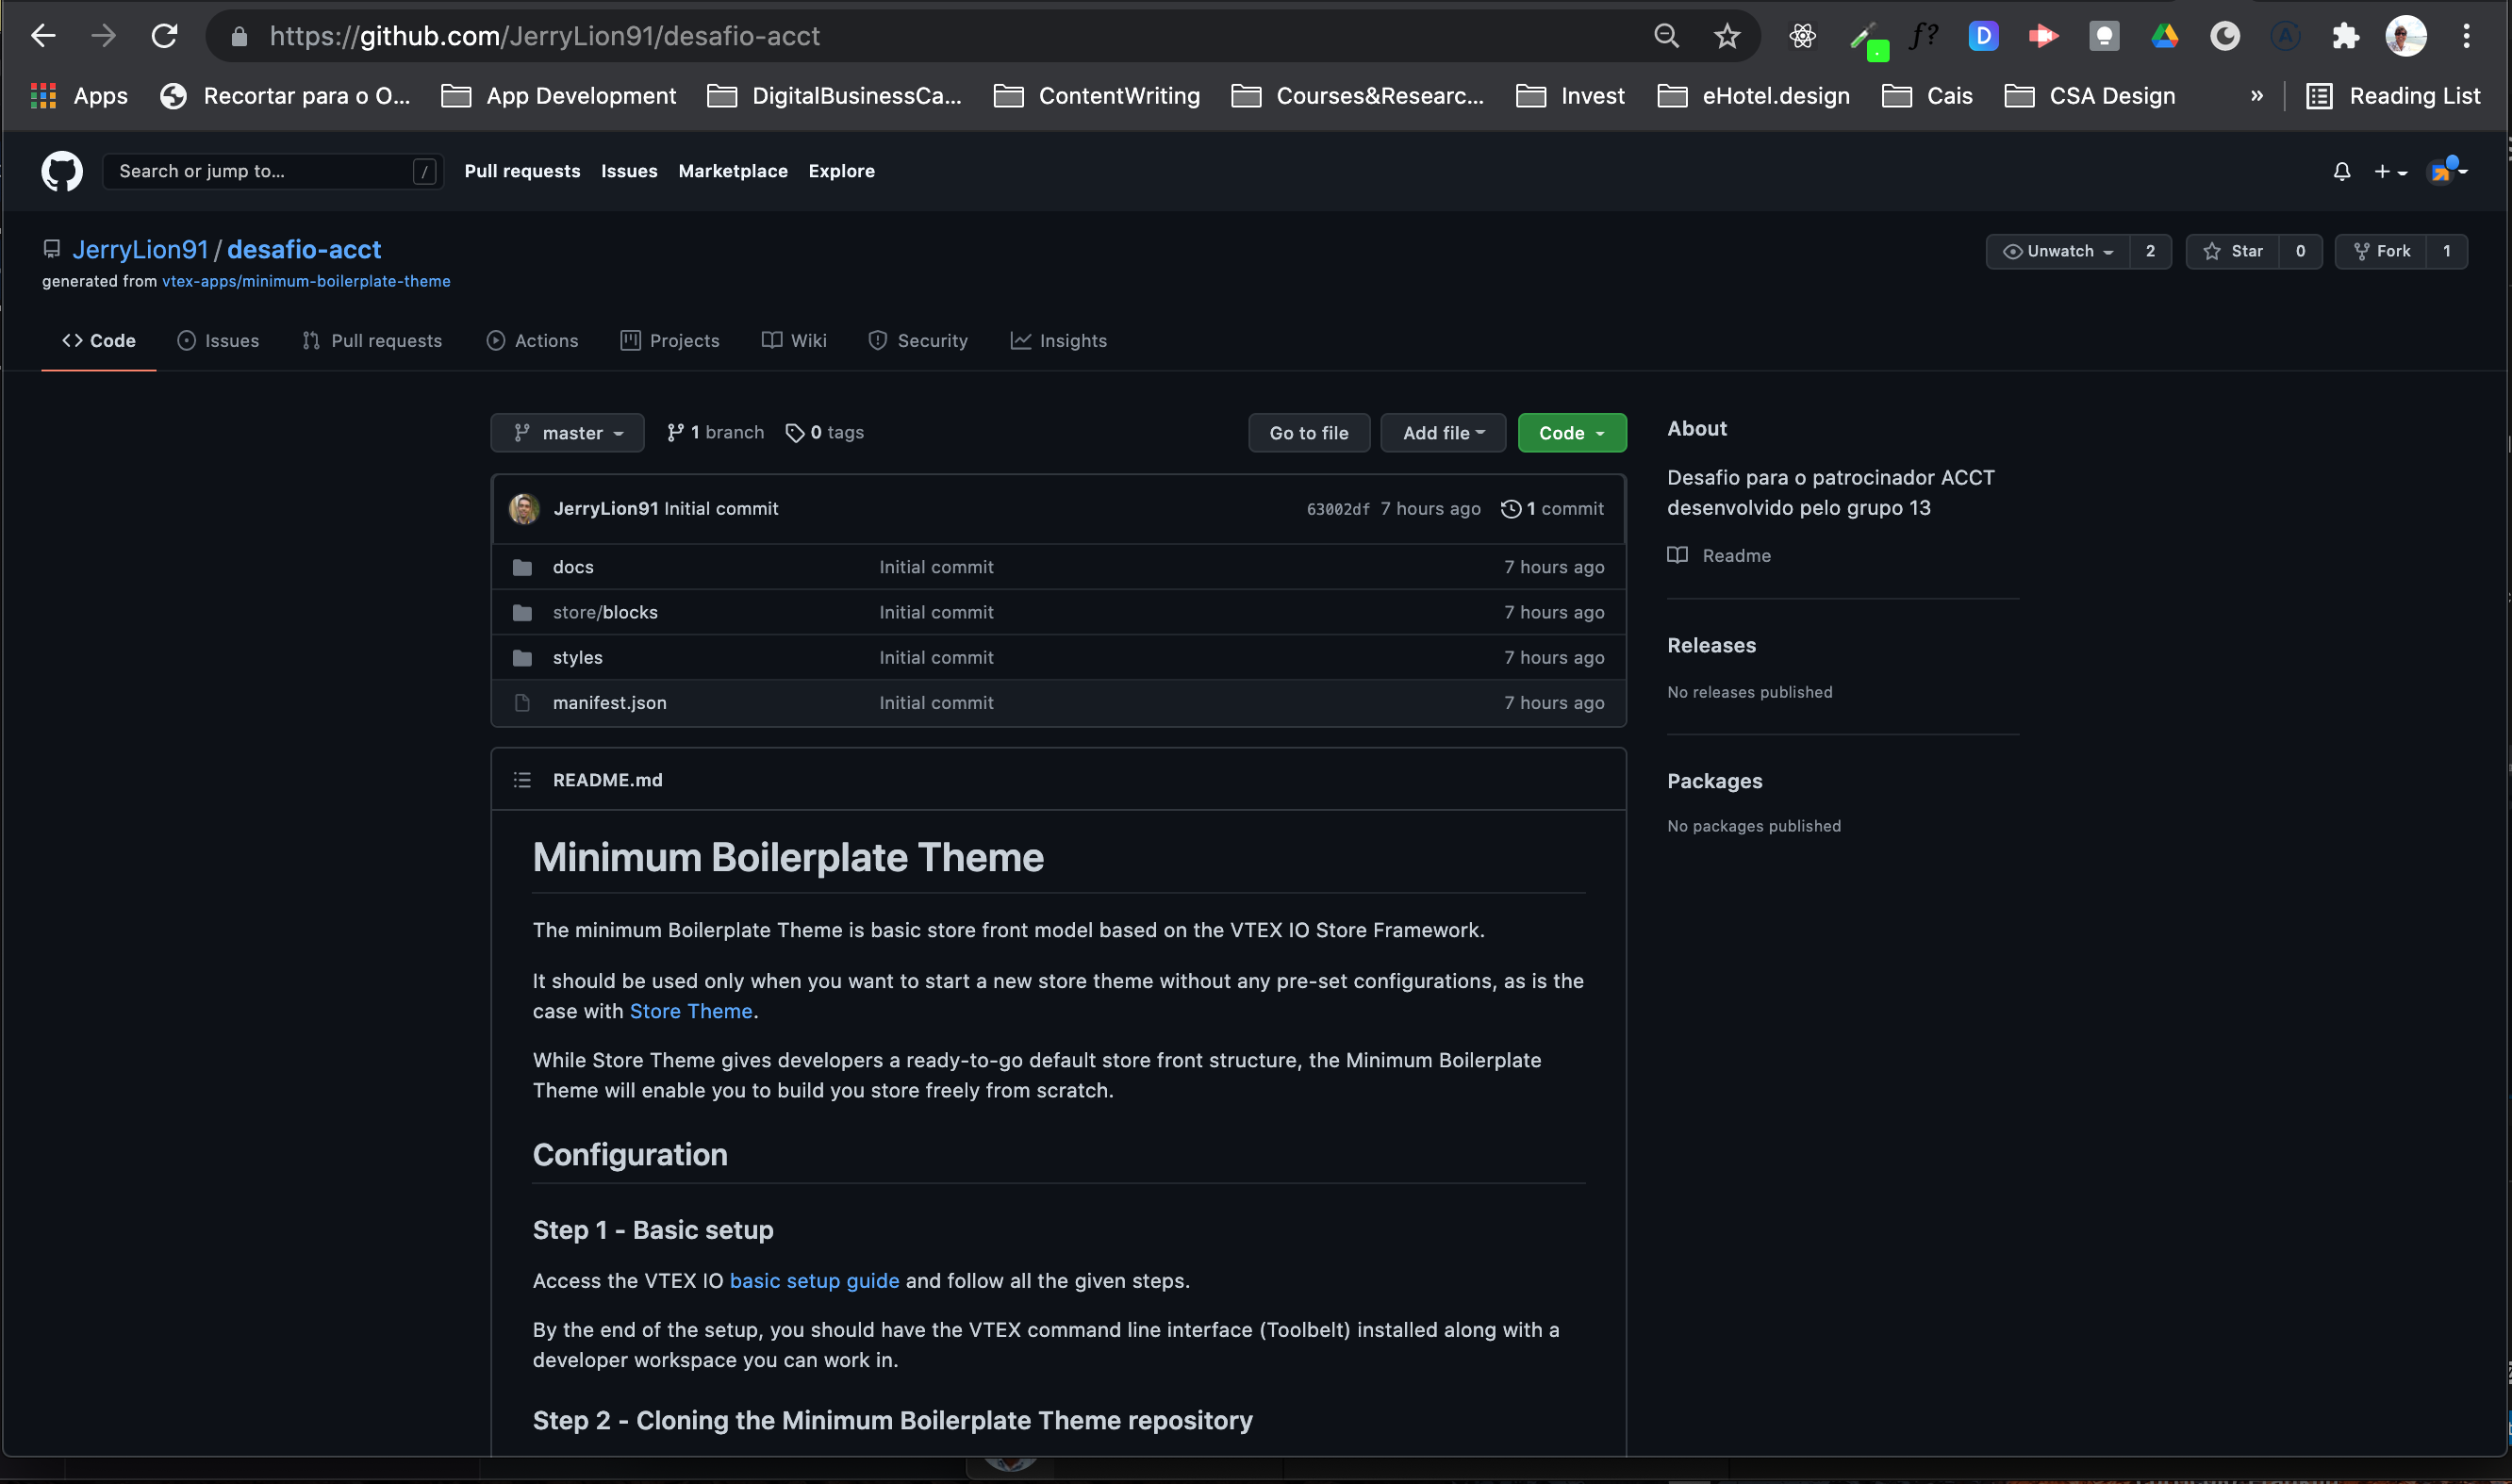 https://github.com/JerryLion91/desafio-acct
f?
D
A
Apps
Recortar para o O...
App Development
DigitalBusinessCa...
ContentWriting
Courses&Researc...
Invest
eHotel.design
Cais
CSA Design
»
Reading List
Search or jump to...
/
Pull requests
Issues
Marketplace
Explore
JerryLion91 / desafio-acct
Unwatch 2
Star 0
Fork 1
generated from vtex-apps/minimum-boilerplate-theme
Code
Issues
Pull requests
Actions
Projects
Wiki
Security
Insights
master
1 branch
0 tags
Go to file
Add file
Code
JerryLion91 Initial commit
63002df 7 hours ago
1 commit
docs Initial commit 7 hours ago
store/blocks Initial commit 7 hours ago
styles Initial commit 7 hours ago
manifest.json Initial commit 7 hours ago
README.md
Minimum Boilerplate Theme
The minimum Boilerplate Theme is basic store front model based on the VTEX IO Store Framework.
It should be used only when you want to start a new store theme without any pre-set configurations, as is the
case with Store Theme.
While Store Theme gives developers a ready-to-go default store front structure, the Minimum Boilerplate
Theme will enable you to build you store freely from scratch.
Configuration
Step 1 - Basic setup
Access the VTEX IO basic setup guide and follow all the given steps.
By the end of the setup, you should have the VTEX command line interface (Toolbelt) installed along with a
developer workspace you can work in.
Step 2 - Cloning the Minimum Boilerplate Theme repository
About
Desafio para o patrocinador ACCT
desenvolvido pelo grupo 13
Readme
Releases
No releases published
Packages
No packages published